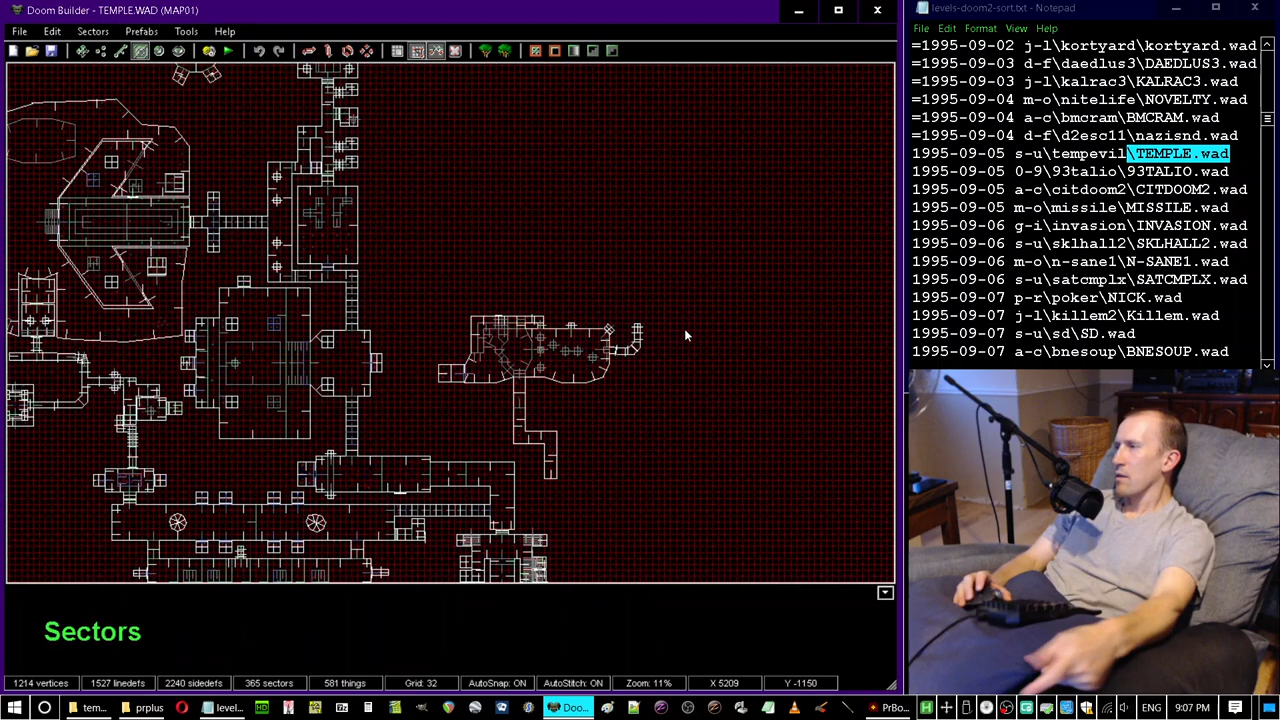 Doom Builder - TEMPLE.WAD (MAP01)
File Edit Sectors Prefabs Tools Help
Sectors
1214 vertices 1527 linedefs 2240 sidedefs 365 sectors 581 things Grid: 32 AutoSnap: ON AutoStitch: ON Zoom: 11% X 5209 Y -1150
levels-doom2-sort.txt - Notepad
File Edit Format View Help
=1995-09-02 j-l\kortyard\kortyard.wad
=1995-09-03 d-f\daedlus3\DAEDLUS3.wad
=1995-09-03 j-l\kalrac3\KALRAC3.wad
=1995-09-04 m-o\nitelife\NOVELTY.wad
=1995-09-04 a-c\bmcram\BMCRAM.wad
=1995-09-04 d-f\d2esc11\nazisnd.wad
1995-09-05 s-u\tempevil\TEMPLE.wad
1995-09-05 0-9\93talio\93TALIO.wad
1995-09-05 a-c\citdoom2\CITDOOM2.wad
1995-09-05 m-o\missile\MISSILE.wad
1995-09-06 g-i\invasion\INVASION.wad
1995-09-06 s-u\sklhall2\SKLHALL2.wad
1995-09-06 m-o\n-sane1\N-SANE1.wad
1995-09-06 s-u\satcmplx\SATCMPLX.wad
1995-09-07 p-r\poker\NICK.wad
1995-09-07 j-l\killem2\Killem.wad
1995-09-07 s-u\sd\SD.wad
1995-09-07 a-c\bnesoup\BNESOUP.wad
tem... prplus level... Doo... PrBo... ENG 9:07 PM